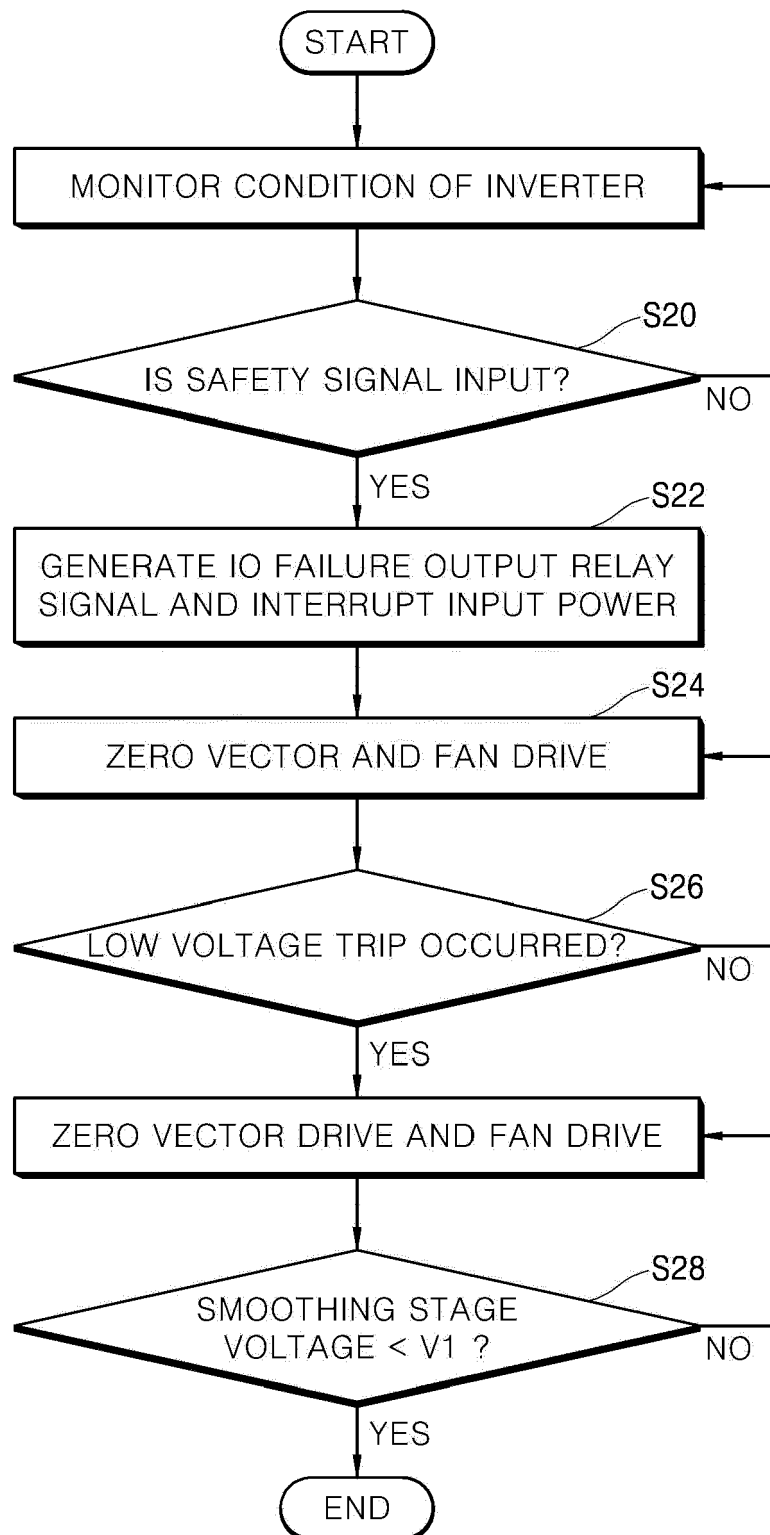 START
MONITOR CONDITION OF INVERTER
S20
IS SAFETY SIGNAL INPUT?
NO
YES
S22
GENERATE IO FAILURE OUTPUT RELAY
SIGNAL AND INTERRUPT INPUT POWER
S24
ZERO VECTOR AND FAN DRIVE
S26
LOW VOLTAGE TRIP OCCURRED?
NO
YES
ZERO VECTOR DRIVE AND FAN DRIVE
S28
SMOOTHING STAGE
VOLTAGE < V1 ?
NO
YES
END